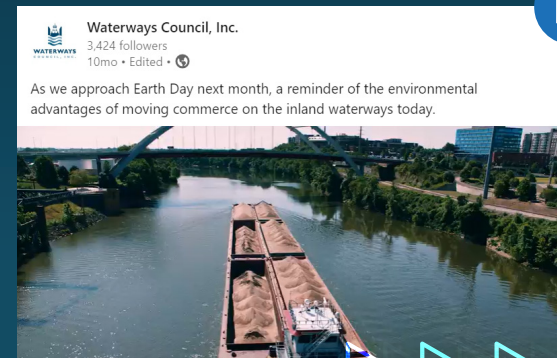 Waterways Council, Inc.
WATERWAYS
COUNCIL, INC.
3,424 followers
10mo • Edited •
As we approach Earth Day next month, a reminder of the environmental
advantages of moving commerce on the inland waterways today.